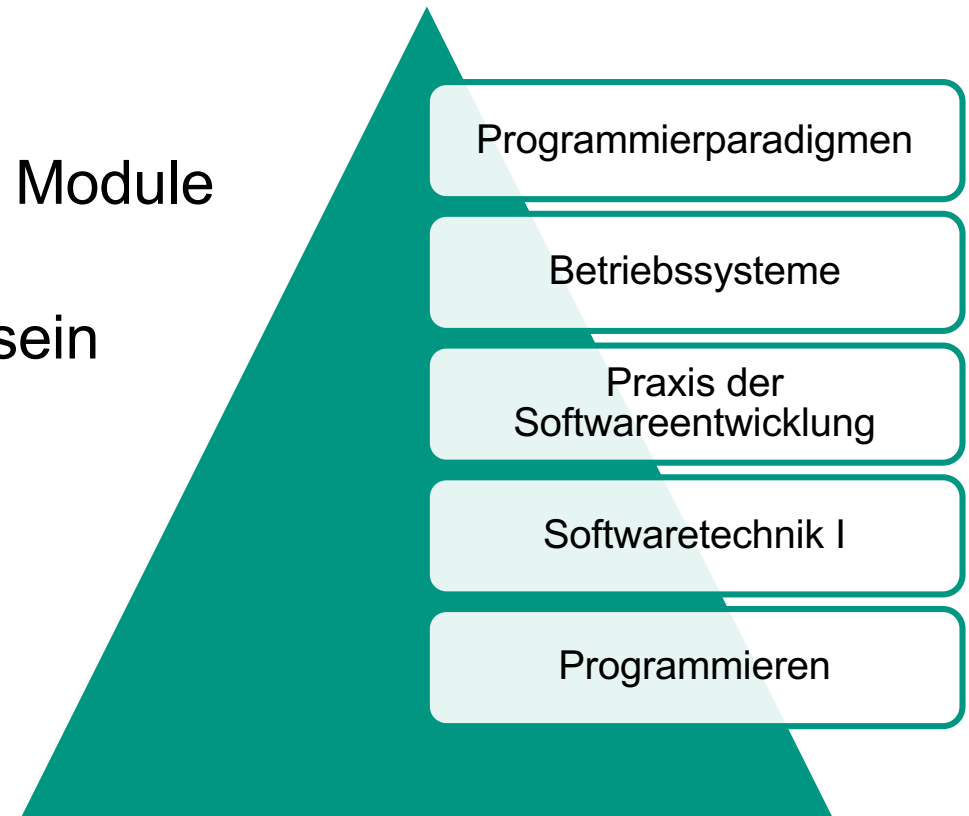 Module
sein
Programmierparadigmen
Betriebssysteme
Praxis der
Softwareentwicklung
Softwaretechnik I
Programmieren